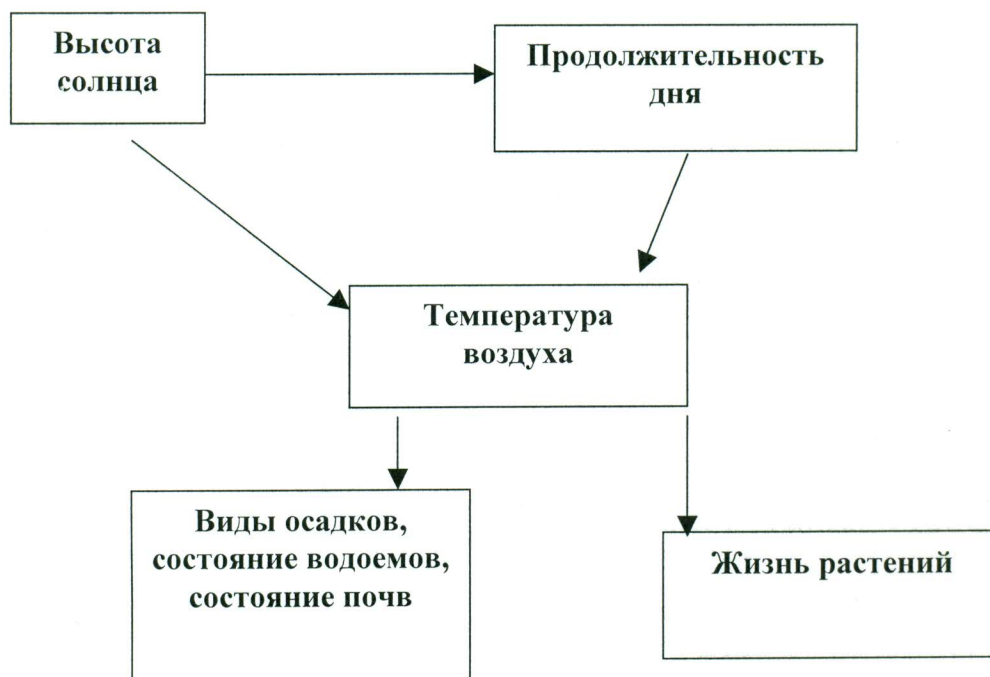 Высота
солнца
Продолжительность
дня
Температура
воздуха
Виды осадков,
состояние водоемов,
состояние почв
Жизнь растений